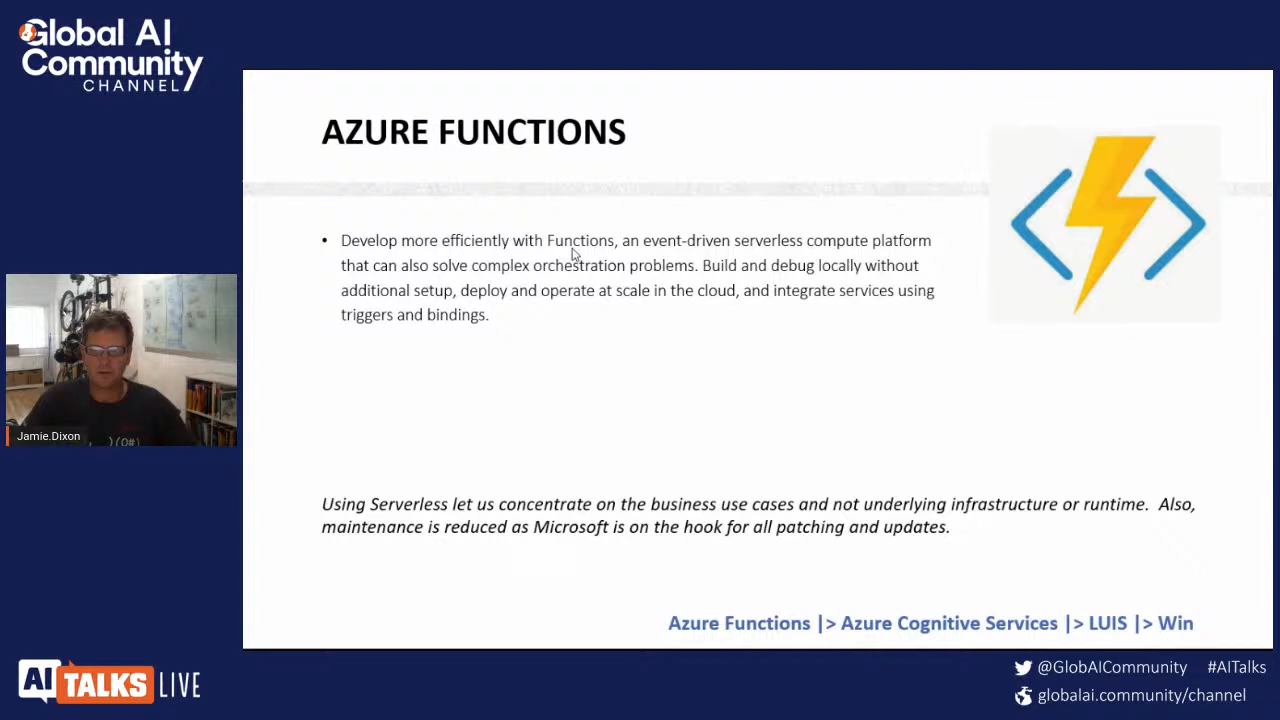 Global AI
Community
CHANNEL
AZURE FUNCTIONS
• Develop more efficiently with Functions, an event-driven serverless compute platform
that can also solve complex orchestration problems. Build and debug locally without
additional setup, deploy and operate at scale in the cloud, and integrate services using
triggers and bindings.
Jamie.Dixon
Using Serverless let us concentrate on the business use cases and not underlying infrastructure or runtime. Also,
maintenance is reduced as Microsoft is on the hook for all patching and updates.
Azure Functions |> Azure Cognitive Services |> LUIS |> Win
AI TALKS LIVE
@GlobAICommunity #AITalks
globalai.community/channel